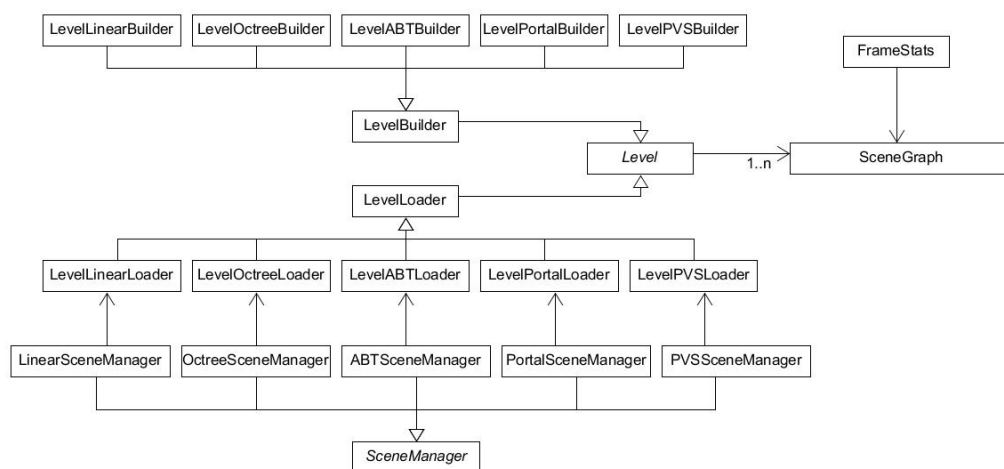 LevelLinearBuilder
LevelOctreeBuilder
LevelABTBuilder
LevelPortalBuilder
LevelPVSBuilder
FrameStats
LevelBuilder
Level
1..n
SceneGraph
LevelLoader
LevelLinearLoader
LevelOctreeLoader
LevelABTLoader
LevelPortalLoader
LevelPVSLoader
LinearSceneManager
OctreeSceneManager
ABTSceneManager
PortalSceneManager
PVSSceneManager
SceneManager